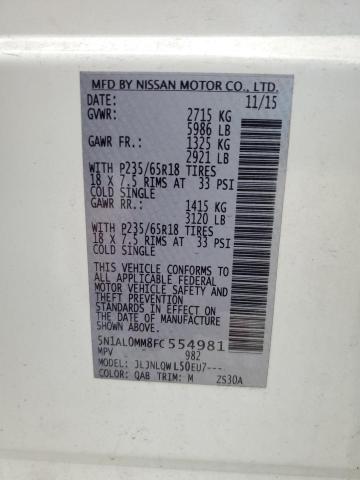 MFD BY NISSAN MOTOR CO., LTD.
DATE: 11/15
GVWR: 2715 KG
5986 LB
GAWR FR.: 1325 KG
2921 LB
WITH P235/65R18 TIRES
18 X 7.5 RIMS AT 33 PSI
COLD SINGLE
GAWR RR.: 1415 KG
3120 LB
WITH P235/65R18 TIRES
18 X 7.5 RIMS AT 33 PSI
COLD SINGLE
THIS VEHICLE CONFORMS TO
ALL APPLICABLE FEDERAL
MOTOR VEHICLE SAFETY
STANDARDS IN EFFECT ON
THE DATE OF MANUFACTURE
SHOWN ABOVE.
5N1AL0MM8FC554981
MPV 982
MODEL: JLJNLQWL50EU7---
COLOR: QAB TRIM: M ZS30A